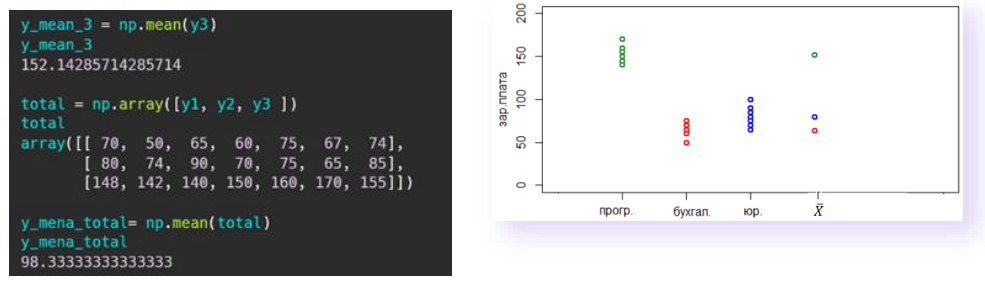 y_mean_3 = np.mean(y3)
y_mean_3
152.14285714285714
total = np.array([y1, y2, y3 ])
total
array([[ 70, 50, 65, 60, 75, 67, 74],
[ 80, 74, 90, 70, 75, 65, 85],
[148, 142, 140, 150, 160, 170, 155]])
y_mena_total= np.mean(total)
y_mena_total
98.33333333333333
зар.плата
200
150
100
50
0
прогр. бухгал. юр. X̄